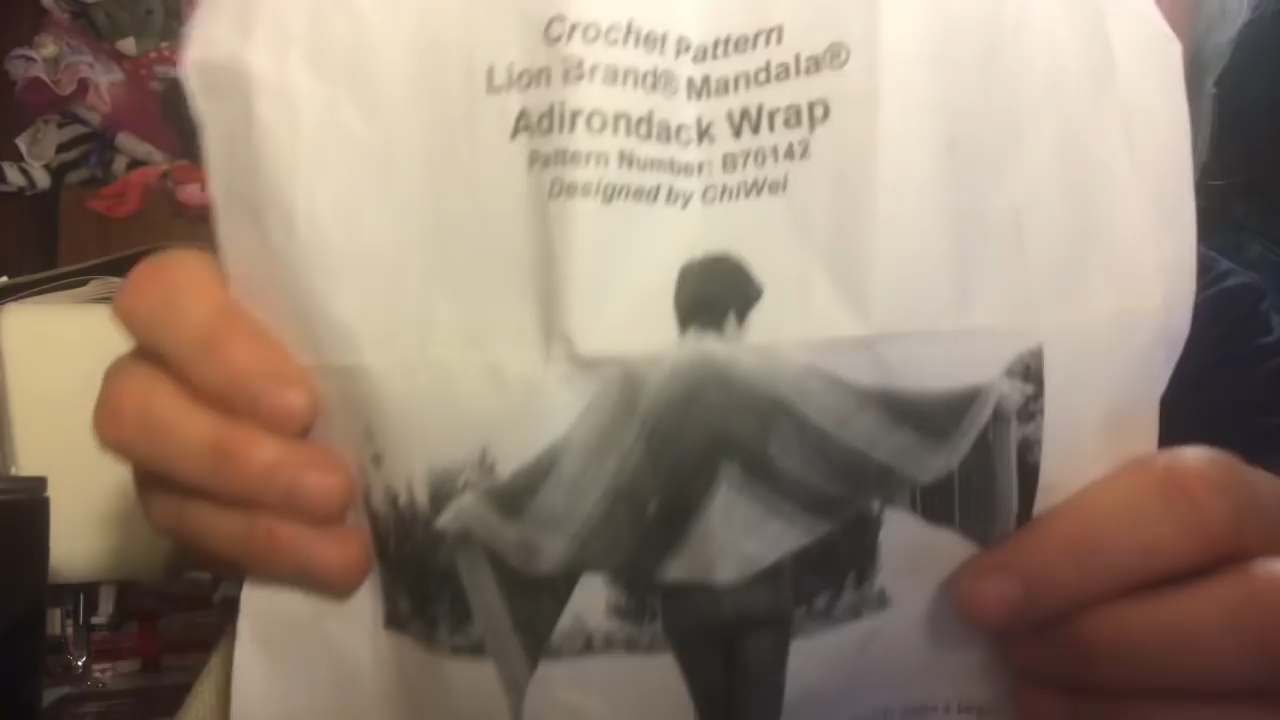 Crochet Pattern
Lion Brand® Mandala®
Adirondack Wrap
Pattern Number: B70142
Designed by ChiWei